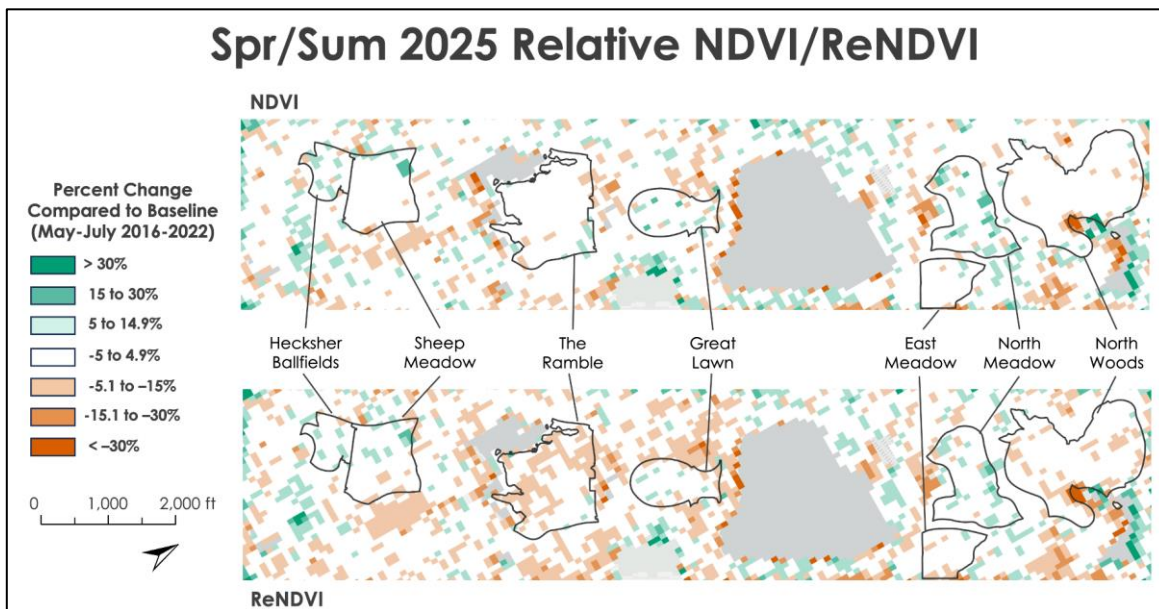 Spr/Sum 2025 Relative NDVI/ReNDVI
NDVI
Percent Change
Compared to Baseline
(May-July 2016-2022)
> 30%
15 to 30%
5 to 14.9%
-5 to 4.9%
-5.1 to –15%
-15.1 to –30%
< –30%
0 1,000 2,000 ft
Hecksher
Ballfields
Sheep
Meadow
The
Ramble
Great
Lawn
East
Meadow
North
Meadow
North
Woods
ReNDVI